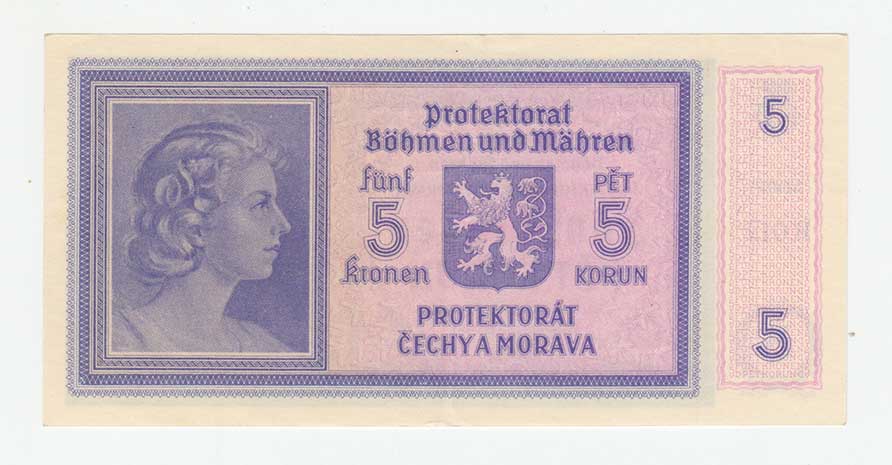 Protektorat
Böhmen und Mähren
fünf
5
kronen
PĚT
5
KORUN
PROTEKTORÁT
ČECHY A MORAVA
5
5